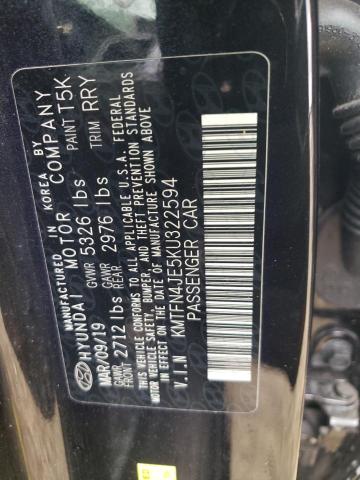 MANUFACTURED IN KOREA BY
HYUNDAI MOTOR COMPANY
MAR/09/19 GVWR 5326 lbs PAINT T5K
GAWR FRONT 2712 lbs GAWR REAR 2976 lbs TRIM RRY
THIS VEHICLE CONFORMS TO ALL APPLICABLE U.S.A. FEDERAL
MOTOR VEHICLE SAFETY, BUMPER, AND THEFT PREVENTION
STANDARDS IN EFFECT ON THE DATE OF MANUFACTURE SHOWN ABOVE
V.I.N KMTFN4JE3KU322594
PASSENGER CAR